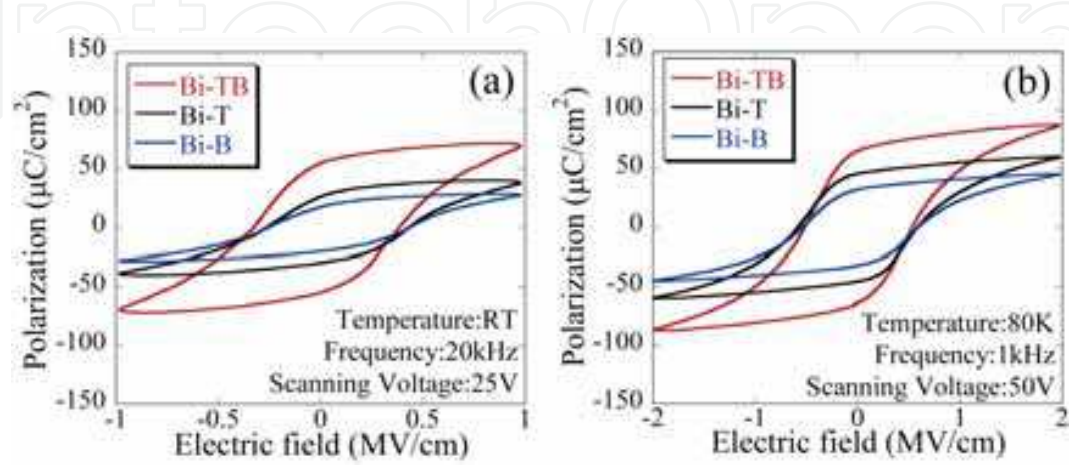 (a)
Bi-TB
Bi-T
Bi-B
Temperature:RT
Frequency:20kHz
Scanning Voltage:25V
150
100
50
0
-50
-100
-150
-1
-0.5
0
0.5
1
Polarization (μC/cm²)
Electric field (MV/cm)
(b)
Bi-TB
Bi-T
Bi-B
Temperature:80K
Frequency:1kHz
Scanning Voltage:50V
150
100
50
0
-50
-100
-150
-2
-1
0
1
2
Polarization (μC/cm²)
Electric field (MV/cm)